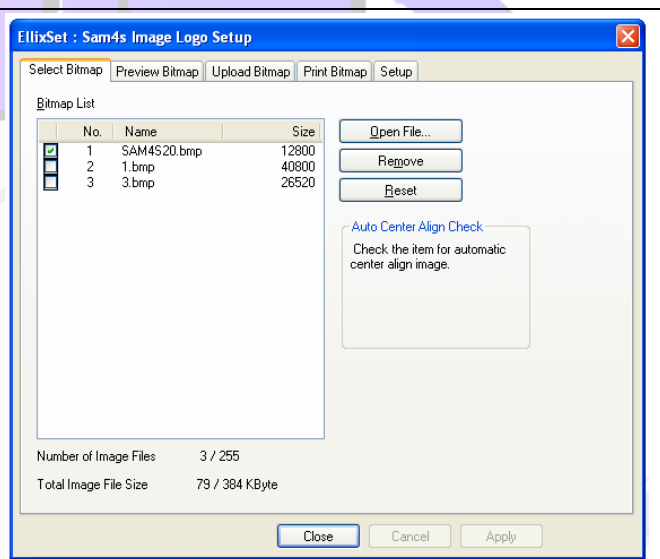 EllixSet : Sam4s Image Logo Setup
Select Bitmap Preview Bitmap Upload Bitmap Print Bitmap Setup
Bitmap List
No. Name Size
1 SAM4S20.bmp 12800
2 1.bmp 40800
3 3.bmp 26520
Open File...
Remove
Reset
Auto Center Align Check
Check the item for automatic
center align image.
Number of Image Files 3 / 255
Total Image File Size 79 / 384 KByte
Close Cancel Apply